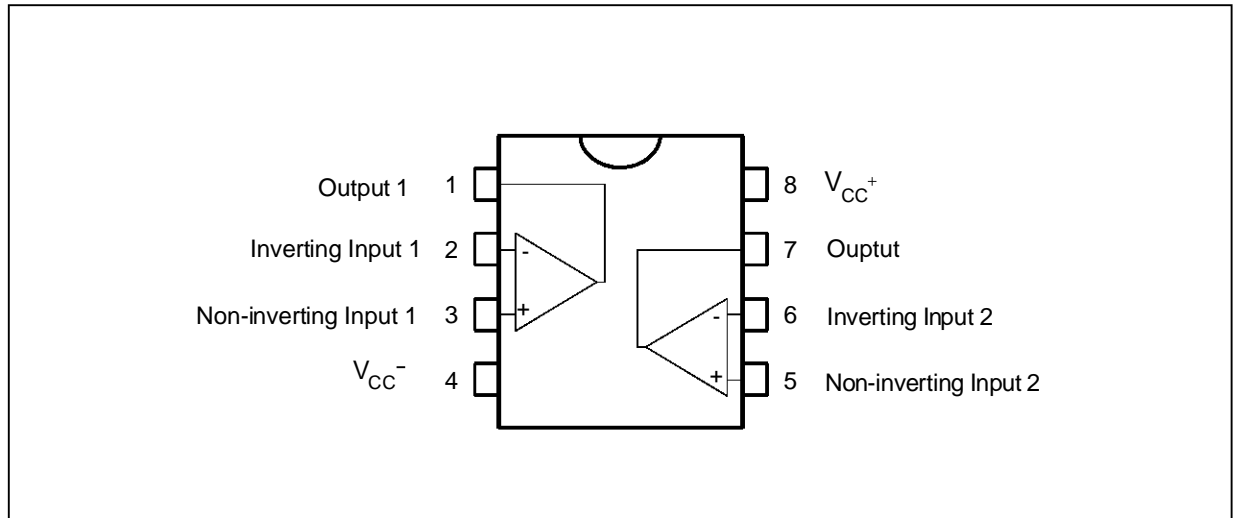 Output 1 1 8 VCC+
Inverting Input 1 2 - 7 Ouptut
Non-inverting Input 1 3 + - 6 Inverting Input 2
VCC- 4 + 5 Non-inverting Input 2